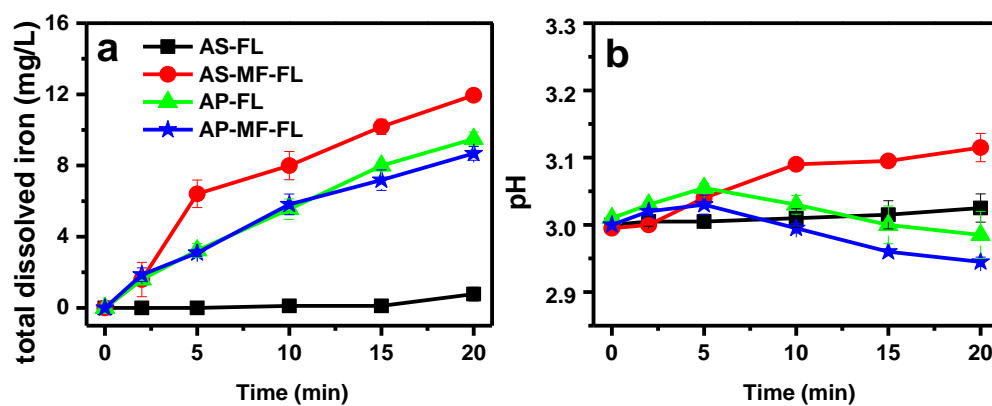 a
AS-FL
AS-MF-FL
AP-FL
AP-MF-FL
total dissolved iron (mg/L)
16
12
8
4
0
0 5 10 15 20
Time (min)
b
pH
3.3
3.2
3.1
3.0
2.9
0 5 10 15 20
Time (min)